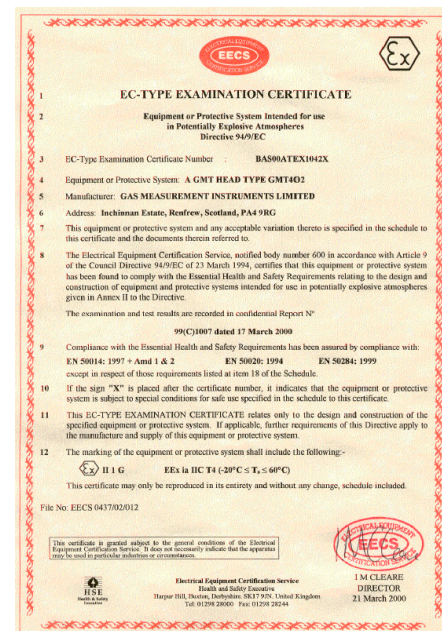 ELECTRICAL EQUIPMENT
EECS
CERTIFICATION SERVICE
Ex
1 EC-TYPE EXAMINATION CERTIFICATE
2 Equipment or Protective System Intended for use
in Potentially Explosive Atmospheres
Directive 94/9/EC
3 EC-Type Examination Certificate Number : BAS00ATEX1042X
4 Equipment or Protective System: A GMT HEAD TYPE GMT4O2
5 Manufacturer: GAS MEASUREMENT INSTRUMENTS LIMITED
6 Address: Inchinnan Estate, Renfrew, Scotland, PA4 9RG
7 This equipment or protective system and any acceptable variation thereto is specified in the schedule to
this certificate and the documents therein referred to.
8 The Electrical Equipment Certification Service, notified body number 600 in accordance with Article 9
of the Council Directive 94/9/EC of 23 March 1994, certifies that this equipment or protective system
has been found to comply with the Essential Health and Safety Requirements relating to the design and
construction of equipment and protective systems intended for use in potentially explosive atmospheres
given in Annex II to the Directive.
The examination and test results are recorded in confidential Report N°
99(C)1007 dated 17 March 2000
9 Compliance with the Essential Health and Safety Requirements has been assured by compliance with:
EN 50014: 1997 + Amd 1 & 2 EN 50020: 1994 EN 50284: 1999
except in respect of those requirements listed at item 18 of the Schedule.
10 If the sign "X" is placed after the certificate number, it indicates that the equipment or protective
system is subject to special conditions for safe use specified in the schedule to this certificate.
11 This EC-TYPE EXAMINATION CERTIFICATE relates only to the design and construction of the
specified equipment or protective system. If applicable, further requirements of this Directive apply to
the manufacture and supply of this equipment or protective system.
12 The marking of the equipment or protective system shall include the following:-
Ex II 1 G EEx ia IIC T4 (-20°C ≤ Ta ≤ 60°C)
This certificate may only be reproduced in its entirety and without any change, schedule included.
File No: EECS 0437/02/012
This certificate is granted subject to the general conditions of the Electrical
Equipment Certification Service. It does not necessarily indicate that the apparatus
may be used in particular industries or circumstances.
ELECTRICAL EQUIPMENT
EECS
CERTIFICATION SERVICE
HSE
Health & Safety
Executive
Electrical Equipment Certification Service
Health and Safety Executive
Harpur Hill, Buxton, Derbyshire. SK17 9JN. United Kingdom
Tel: 01298 28000 Fax: 01298 28244
I M CLEARE
DIRECTOR
21 March 2000